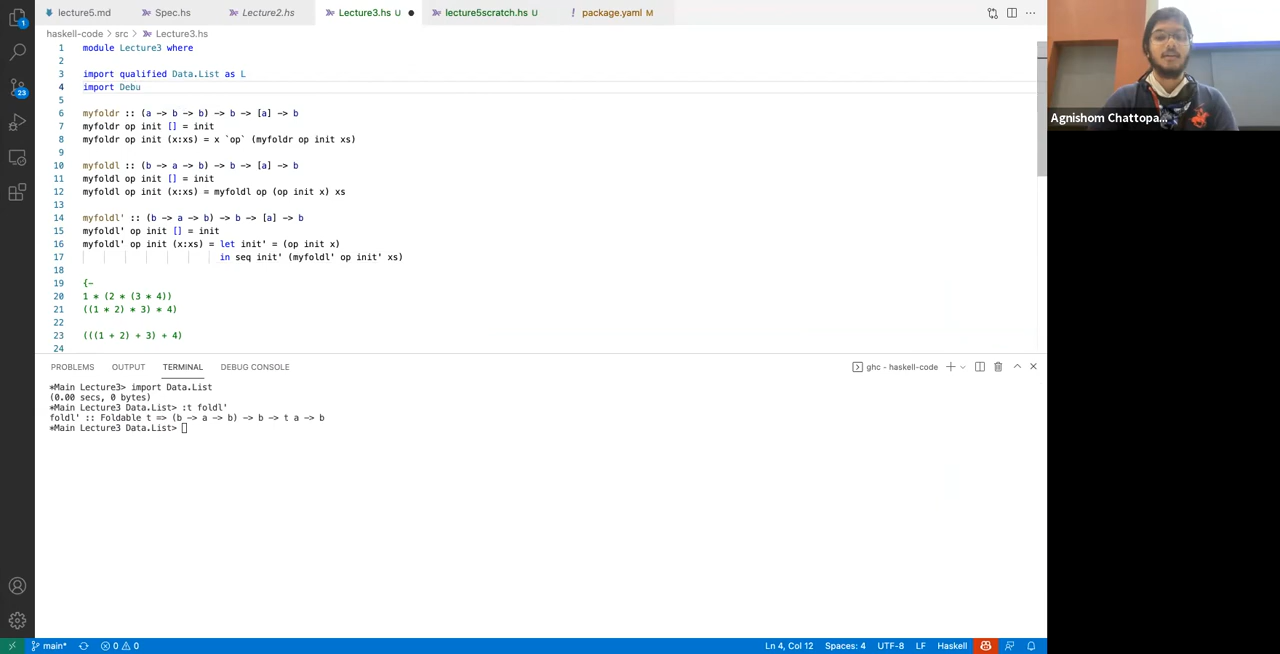 lecture5.md Spec.hs Lecture2.hs Lecture3.hs U lecture5scratch.hs U package.yaml M
haskell-code > src > Lecture3.hs
1 module Lecture3 where
2
3 import qualified Data.List as L
4 import Debu
5
6 myfoldr :: (a -> b -> b) -> b -> [a] -> b
7 myfoldr op init [] = init
8 myfoldr op init (x:xs) = x `op` (myfoldr op init xs)
9
10 myfoldl :: (b -> a -> b) -> b -> [a] -> b
11 myfoldl op init [] = init
12 myfoldl op init (x:xs) = myfoldl op (op init x) xs
13
14 myfoldl' :: (b -> a -> b) -> b -> [a] -> b
15 myfoldl' op init [] = init
16 myfoldl' op init (x:xs) = let init' = (op init x)
17 in seq init' (myfoldl' op init' xs)
18
19 {-
20 1 * (2 * (3 * 4))
21 ((1 * 2) * 3) * 4)
22
23 (((1 + 2) + 3) + 4)
24
PROBLEMS OUTPUT TERMINAL DEBUG CONSOLE ghc - haskell-code
*Main Lecture3> import Data.List
(0.00 secs, 0 bytes)
*Main Lecture3 Data.List> :t foldl'
foldl' :: Foldable t => (b -> a -> b) -> b -> t a -> b
*Main Lecture3 Data.List>
main* 0 0 Ln 4, Col 12 Spaces: 4 UTF-8 LF Haskell
1
23
Agnishom Chattopa...